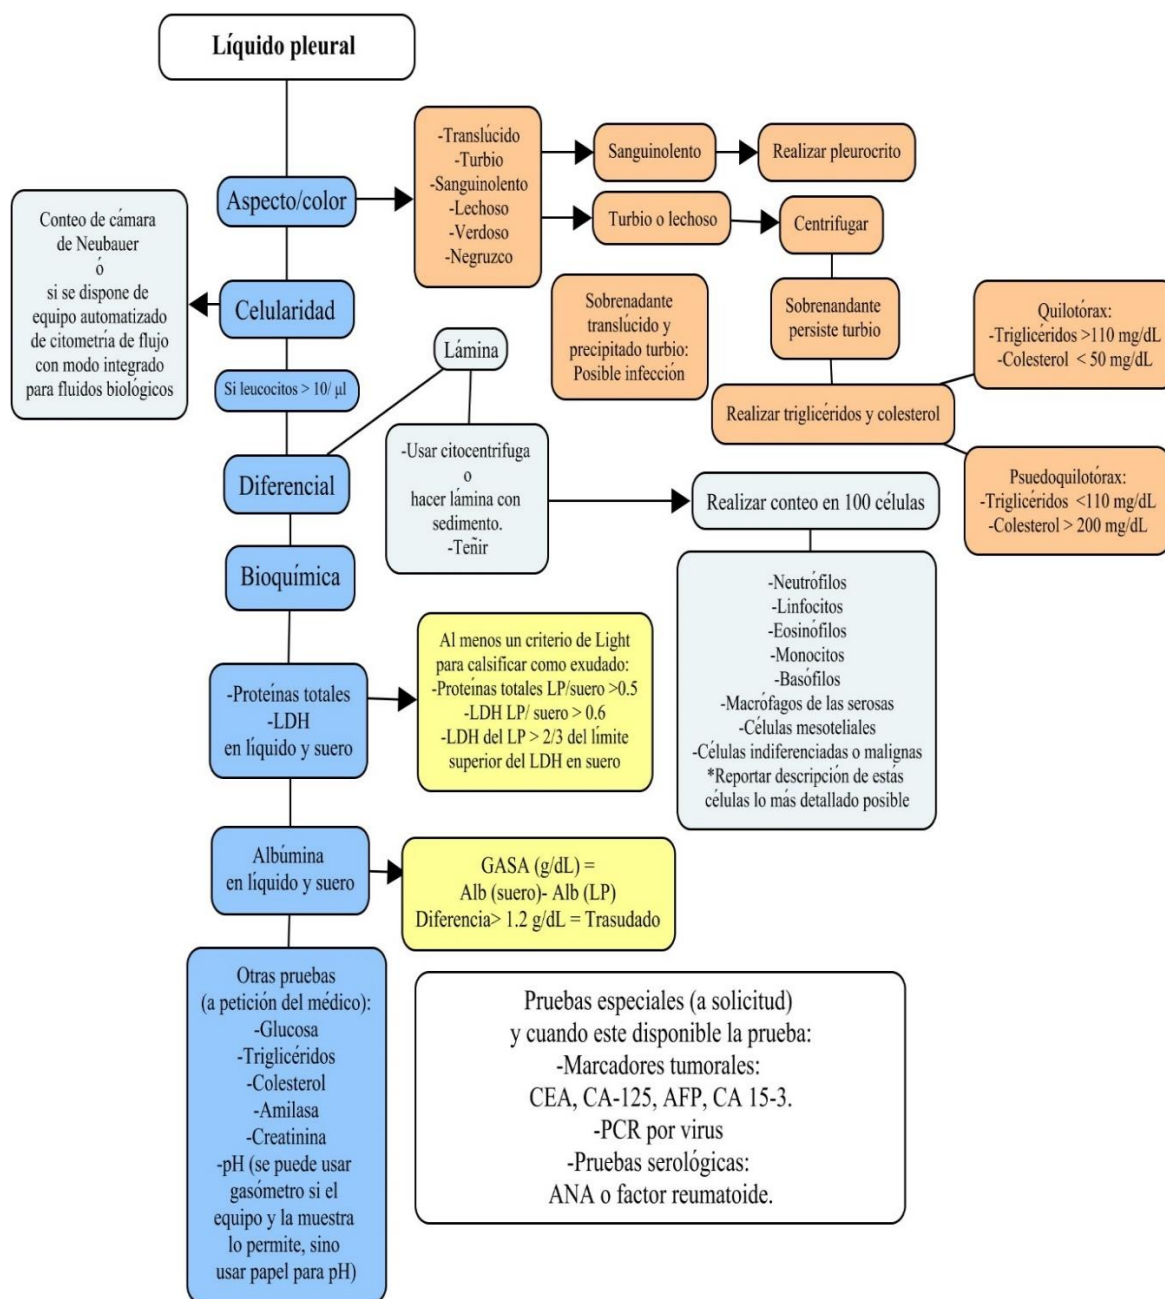 Líquido pleural
Aspecto/color
-Translúcido
-Turbio
-Sanguinolento
-Lechoso
-Verdoso
-Negruzco
Sanguinolento
Realizar pleurocrito
Turbio o lechoso
Centrifugar
Sobrenandante
persiste turbio
Sobrenadante
translúcido y
precipitado turbio:
Posible infección
Realizar triglicéridos y colesterol
Quilotórax:
-Triglicéridos >110 mg/dL
-Colesterol < 50 mg/dL
Psuedoquilotórax:
-Triglicéridos <110 mg/dL
-Colesterol > 200 mg/dL
Celularidad
Conteo de cámara
de Neubauer
ó
si se dispone de
equipo automatizado
de citometría de flujo
con modo integrado
para fluidos biológicos
Si leucocitos > 10/ µl
Diferencial
Lámina
-Usar citocentrifuga
o
hacer lámina con
sedimento.
-Teñir
Realizar conteo en 100 células
-Neutrófilos
-Linfocitos
-Eosinófilos
-Monocitos
-Basófilos
-Macrófagos de las serosas
-Células mesoteliales
-Células indiferenciadas o malignas
*Reportar descripción de estás
células lo más detallado posible
Bioquímica
-Proteínas totales
-LDH
en líquido y suero
Al menos un criterio de Light
para calsificar como exudado:
-Proteínas totales LP/suero >0.5
-LDH LP/ suero > 0.6
-LDH del LP > 2/3 del límite
superior del LDH en suero
Albúmina
en líquido y suero
GASA (g/dL) =
Alb (suero)- Alb (LP)
Diferencia> 1.2 g/dL = Trasudado
Otras pruebas
(a petición del médico):
-Glucosa
-Triglicéridos
-Colesterol
-Amilasa
-Creatinina
-pH (se puede usar
gasómetro si el
equipo y la muestra
lo permite, sino
usar papel para pH)
Pruebas especiales (a solicitud)
y cuando este disponible la prueba:
-Marcadores tumorales:
CEA, CA-125, AFP, CA 15-3.
-PCR por virus
-Pruebas serológicas:
ANA o factor reumatoide.